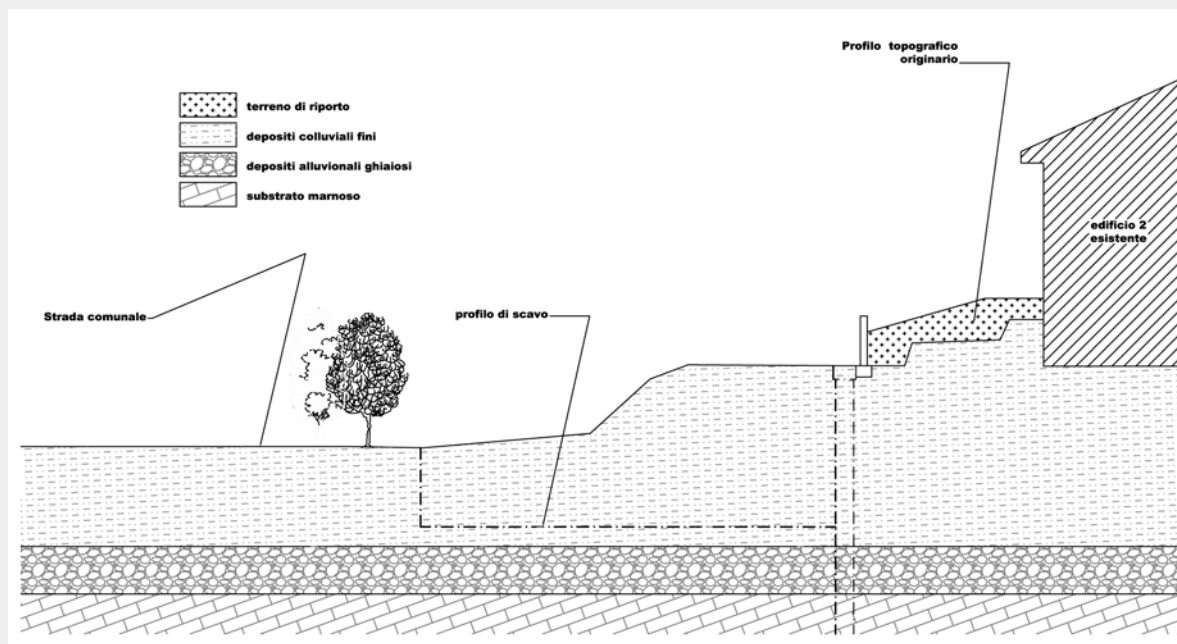 Profilo topografico
originario
terreno di riporto
depositi colluviali fini
depositi alluvionali ghiaiosi
substrato marnoso
edificio 2
esistente
Strada comunale
profilo di scavo